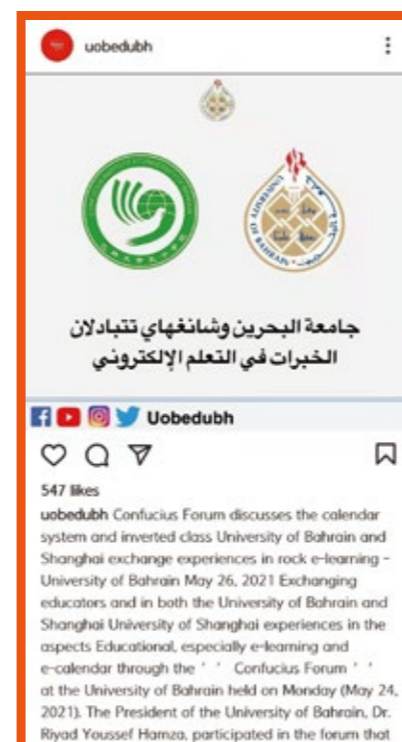 uobedubh
UNIVERSITY OF BAHRAIN
جامعة البحرين وشانغهاي تتبادلان
الخبرات في التعلم الإلكتروني
Uobedubh
547 likes
uobedubh Confucius Forum discusses the calendar
system and inverted class University of Bahrain and
Shanghai exchange experiences in rock e-learning -
University of Bahrain May 26, 2021 Exchanging
educators and in both the University of Bahrain and
Shanghai University of Shanghai experiences in the
aspects Educational, especially e-learning and
e-calendar through the ' ' Confucius Forum ' '
at the University of Bahrain held on Monday (May 24,
2021). The President of the University of Bahrain, Dr.
Riyad Youssef Hamza, participated in the forum that